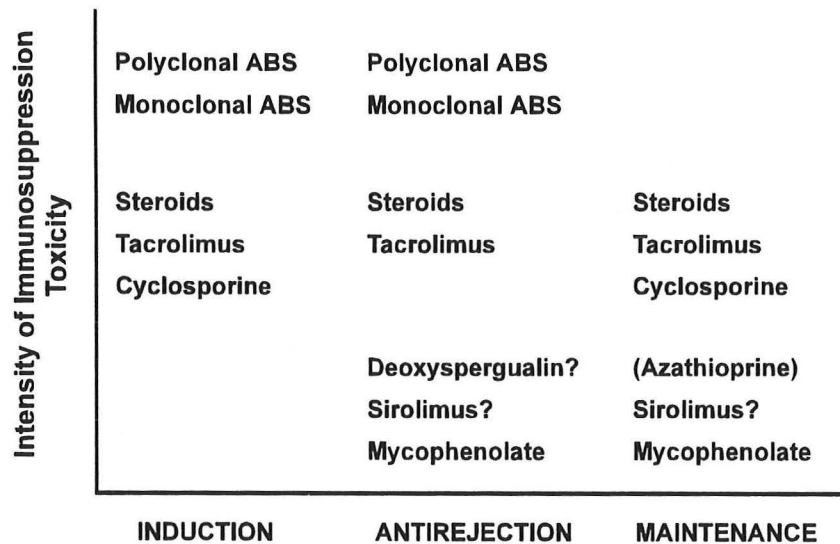 Intensity of Immunosuppression
Toxicity
Polyclonal ABS Polyclonal ABS
Monoclonal ABS Monoclonal ABS
Steroids Steroids Steroids
Tacrolimus Tacrolimus Tacrolimus
Cyclosporine Cyclosporine
Deoxyspergualin? (Azathioprine)
Sirolimus? Sirolimus?
Mycophenolate Mycophenolate
INDUCTION ANTIREJECTION MAINTENANCE